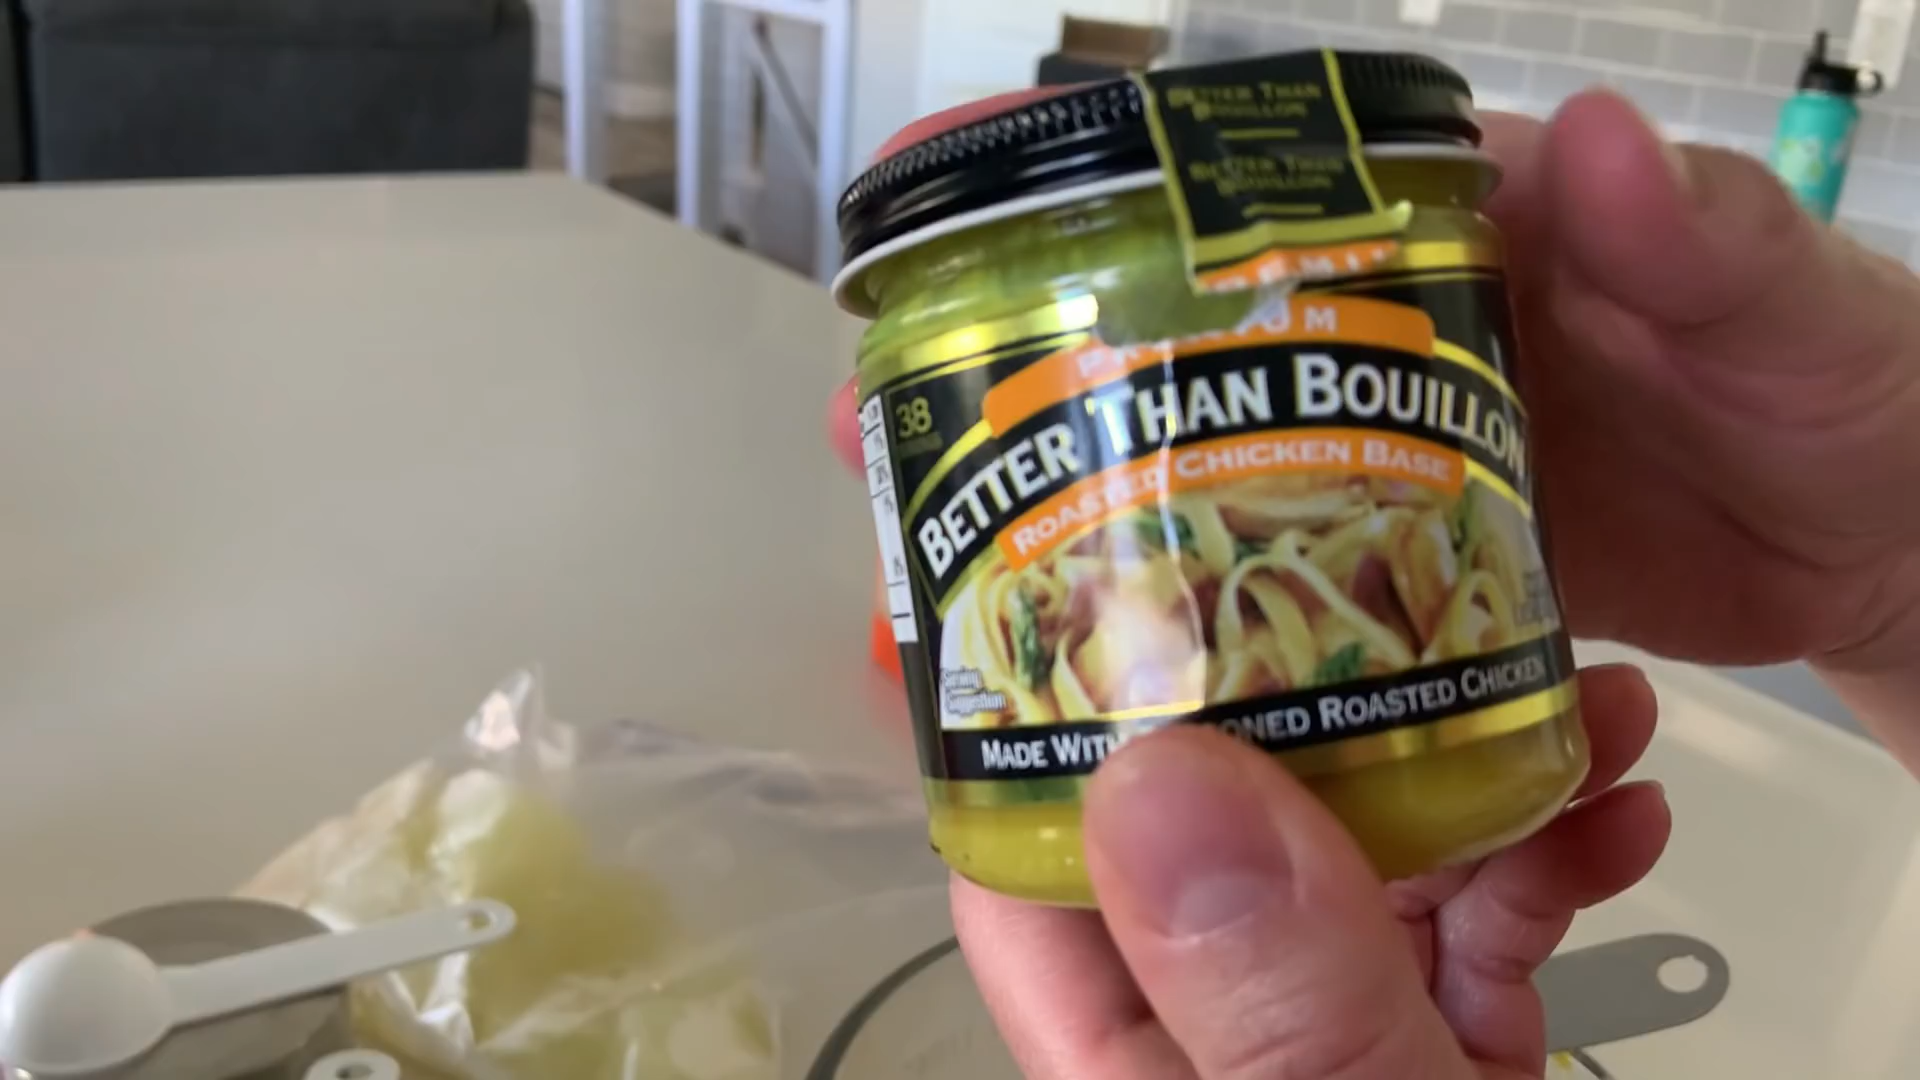 BETTER THAN
BOUILLON
BETTER THAN
BOUILLON
PREMIUM
38
BETTER THAN BOUILLON
ROASTED CHICKEN BASE
Serving
Suggestion
MADE WITH ONED ROASTED CHICKEN